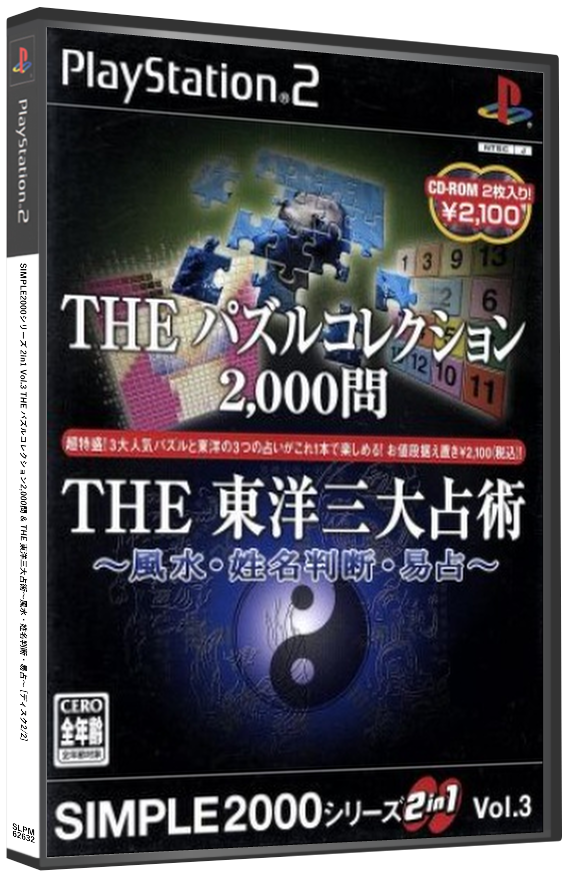 PlayStation®2
NTSC J
CD-ROM 2枚入り!
¥2,100
1 3 9 13
2 6
5
4 12 10 11
THE パズルコレクション
2,000問
超特盛!3大人気パズルと東洋の3つの占いがこれ1本で楽しめる! お値段据え置き¥2,100(税込)!
THE 東洋三大占術
〜風水・姓名判断・易占〜
CERO
全年齢
全年齢対象
SIMPLE2000シリーズ 2in1 Vol.3
PlayStation.2
SIMPLE2000シリーズ 2in1 Vol.3 THE パズルコレクション2,000問 & THE 東洋三大占術〜風水・姓名判断・易占〜 [ディスク2/2]
SLPM
62632